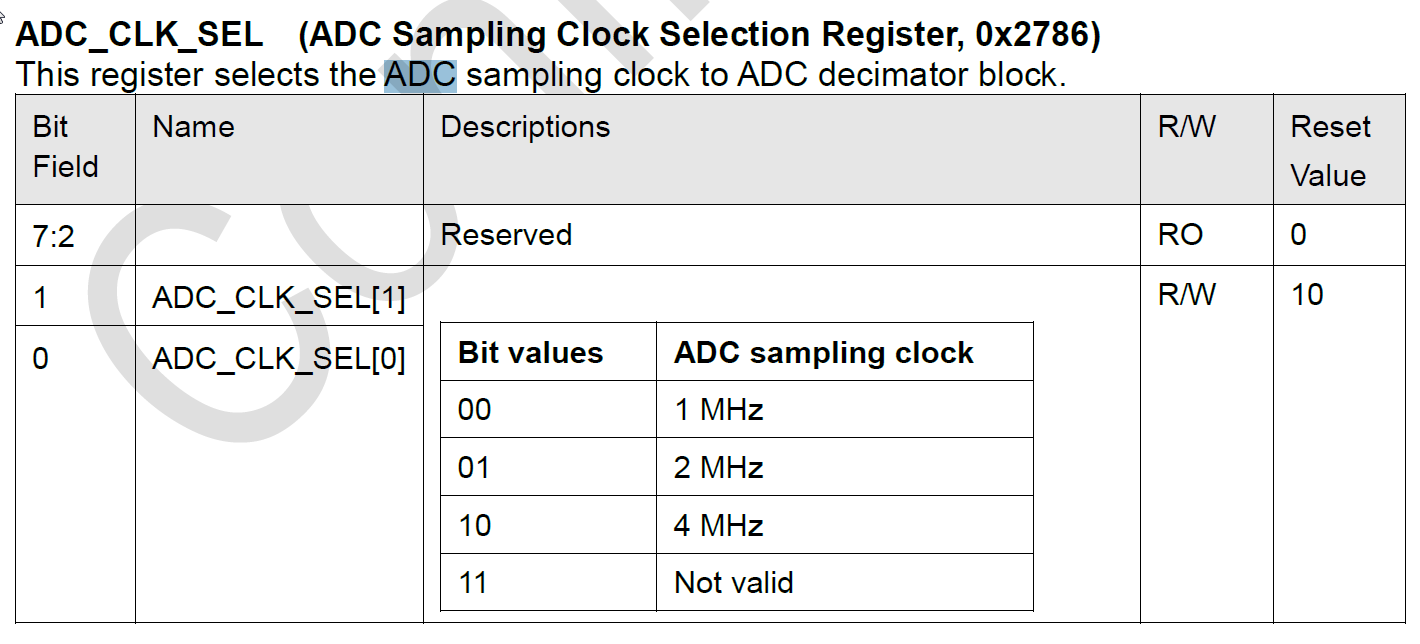 ADC_CLK_SEL (ADC Sampling Clock Selection Register, 0x2786)
This register selects the ADC sampling clock to ADC decimator block.
Bit Field Name Descriptions R/W Reset Value
7:2 Reserved RO 0
1 ADC_CLK_SEL[1] R/W 10
0 ADC_CLK_SEL[0]
Bit values ADC sampling clock
00 1 MHz
01 2 MHz
10 4 MHz
11 Not valid